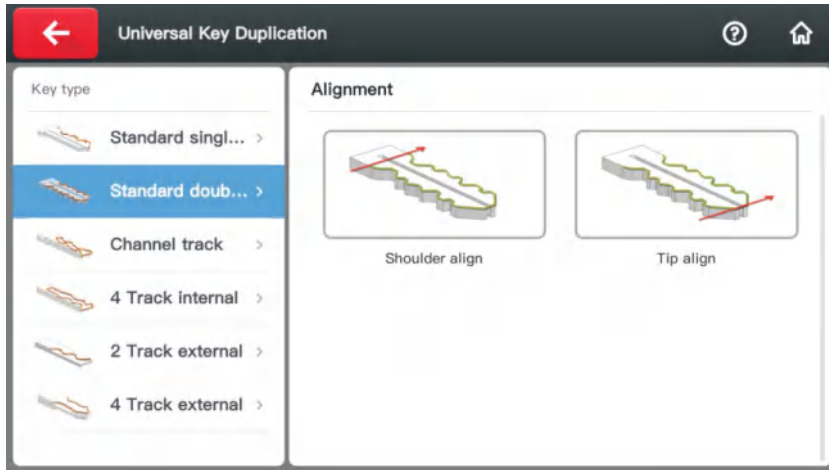 Universal Key Duplication
Key type
Standard singl...
Standard doub...
Channel track
4 Track internal
2 Track external
4 Track external
Alignment
Shoulder align
Tip align